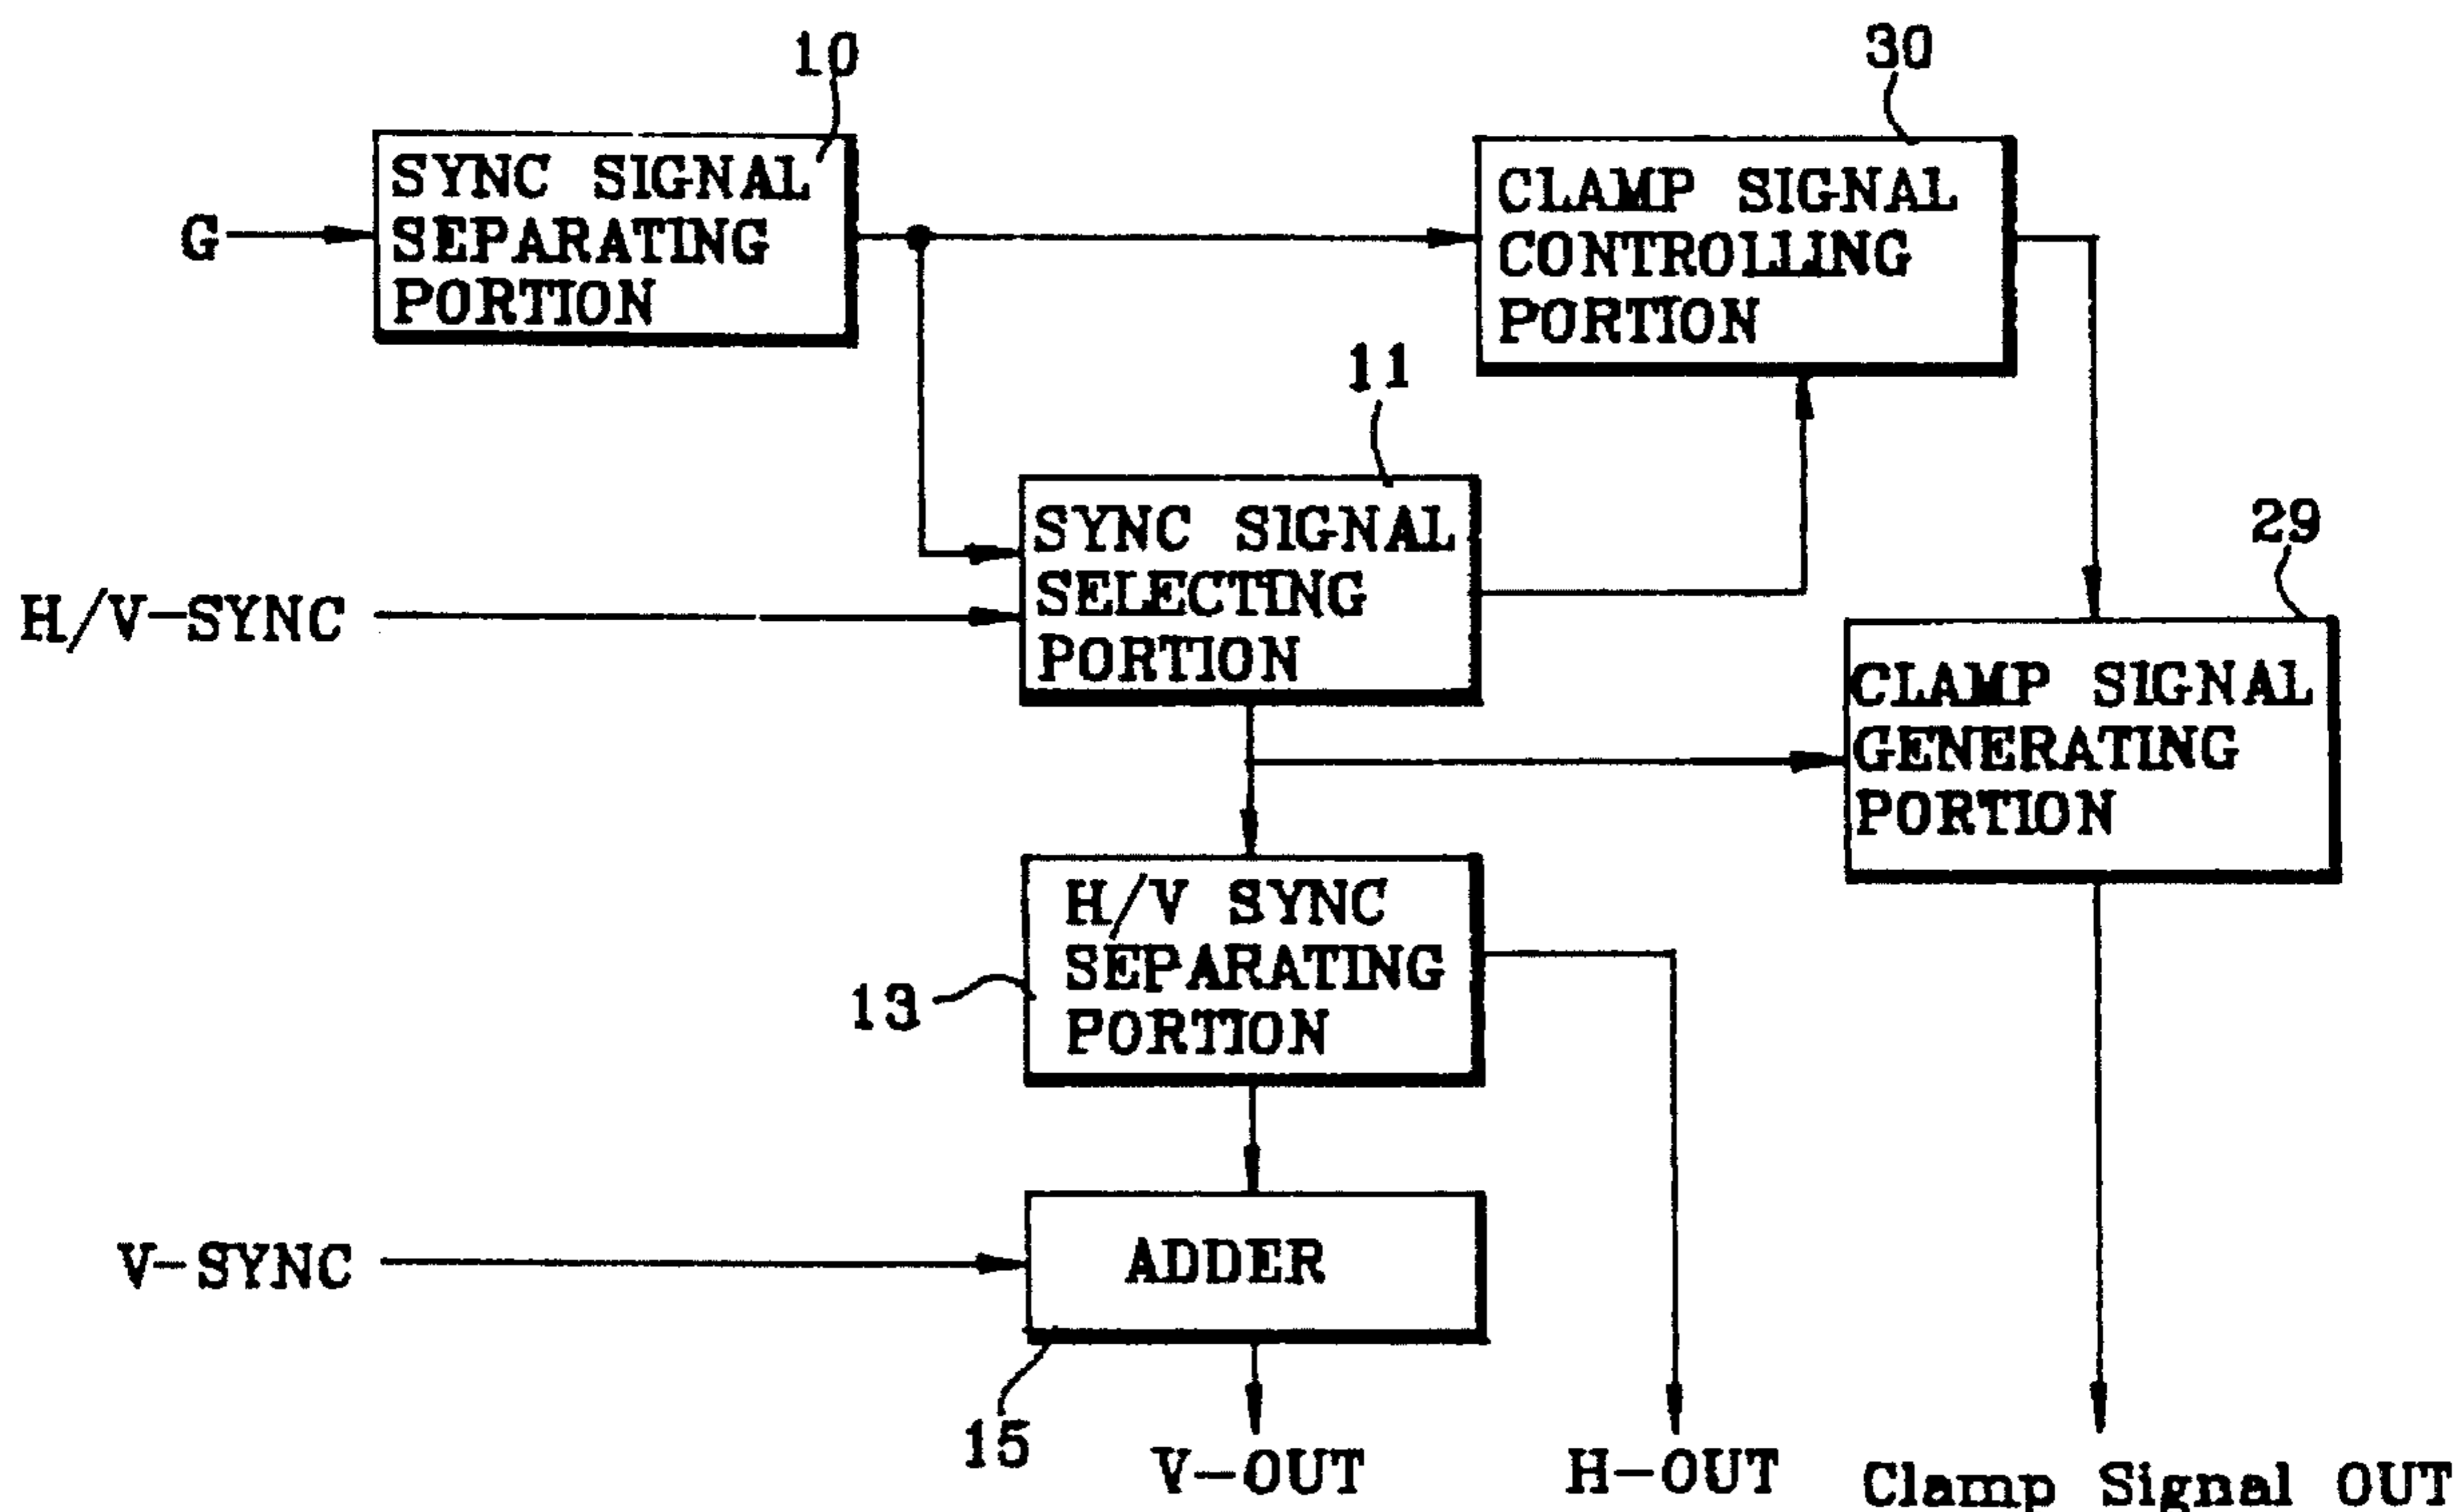 10
30
SYNC SIGNAL
SEPARATING
PORTION
G
CLAMP SIGNAL
CONTROLLING
PORTION
11
SYNC SIGNAL
SELECTING
PORTION
H/V-SYNC
29
CLAMP SIGNAL
GENERATING
PORTION
H/V SYNC
SEPARATING
PORTION
13
V-SYNC
ADDER
15
V-OUT
H-OUT
Clamp Signal OUT